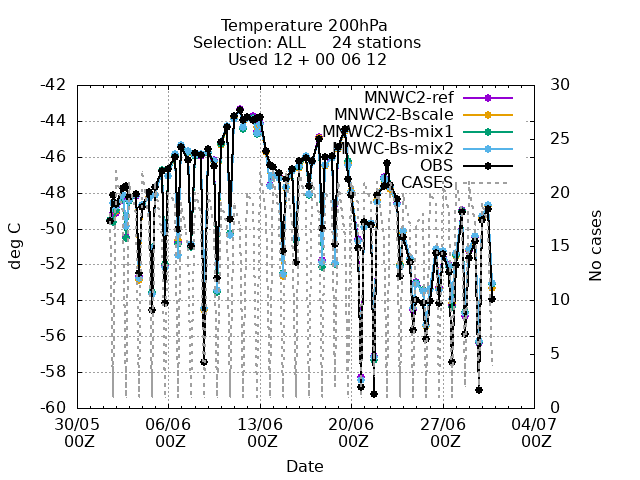 Temperature 200hPa
Selection: ALL 24 stations
Used 12 + 00 06 12
-42 30
MNWC2-ref
MNWC2-Bscale
-44 25
MNWC2-Bs-mix1
MNWC-Bs-mix2
-46
OBS
CASES
-48 20
-50 15
deg C
No cases
-52
-54 10
-56
-58 5
-60 0
30/05 06/06 13/06 20/06 27/06 04/07
00Z 00Z 00Z 00Z 00Z 00Z
Date